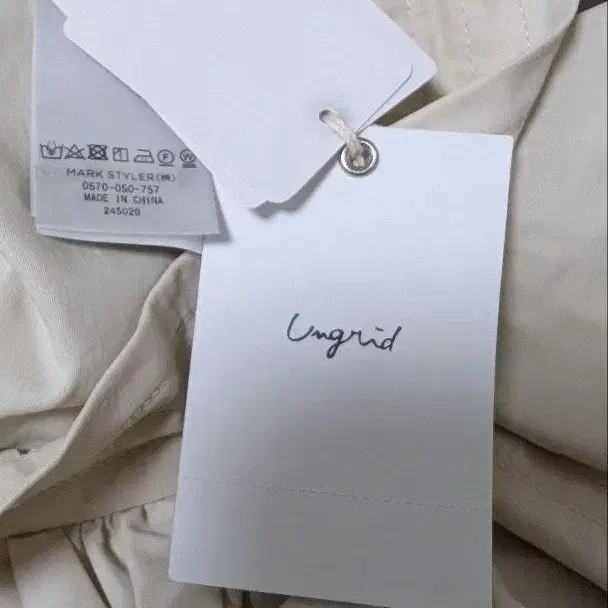 MARK STYLER(株)
0570-050-757
MADE IN CHINA
245020
Ungrid